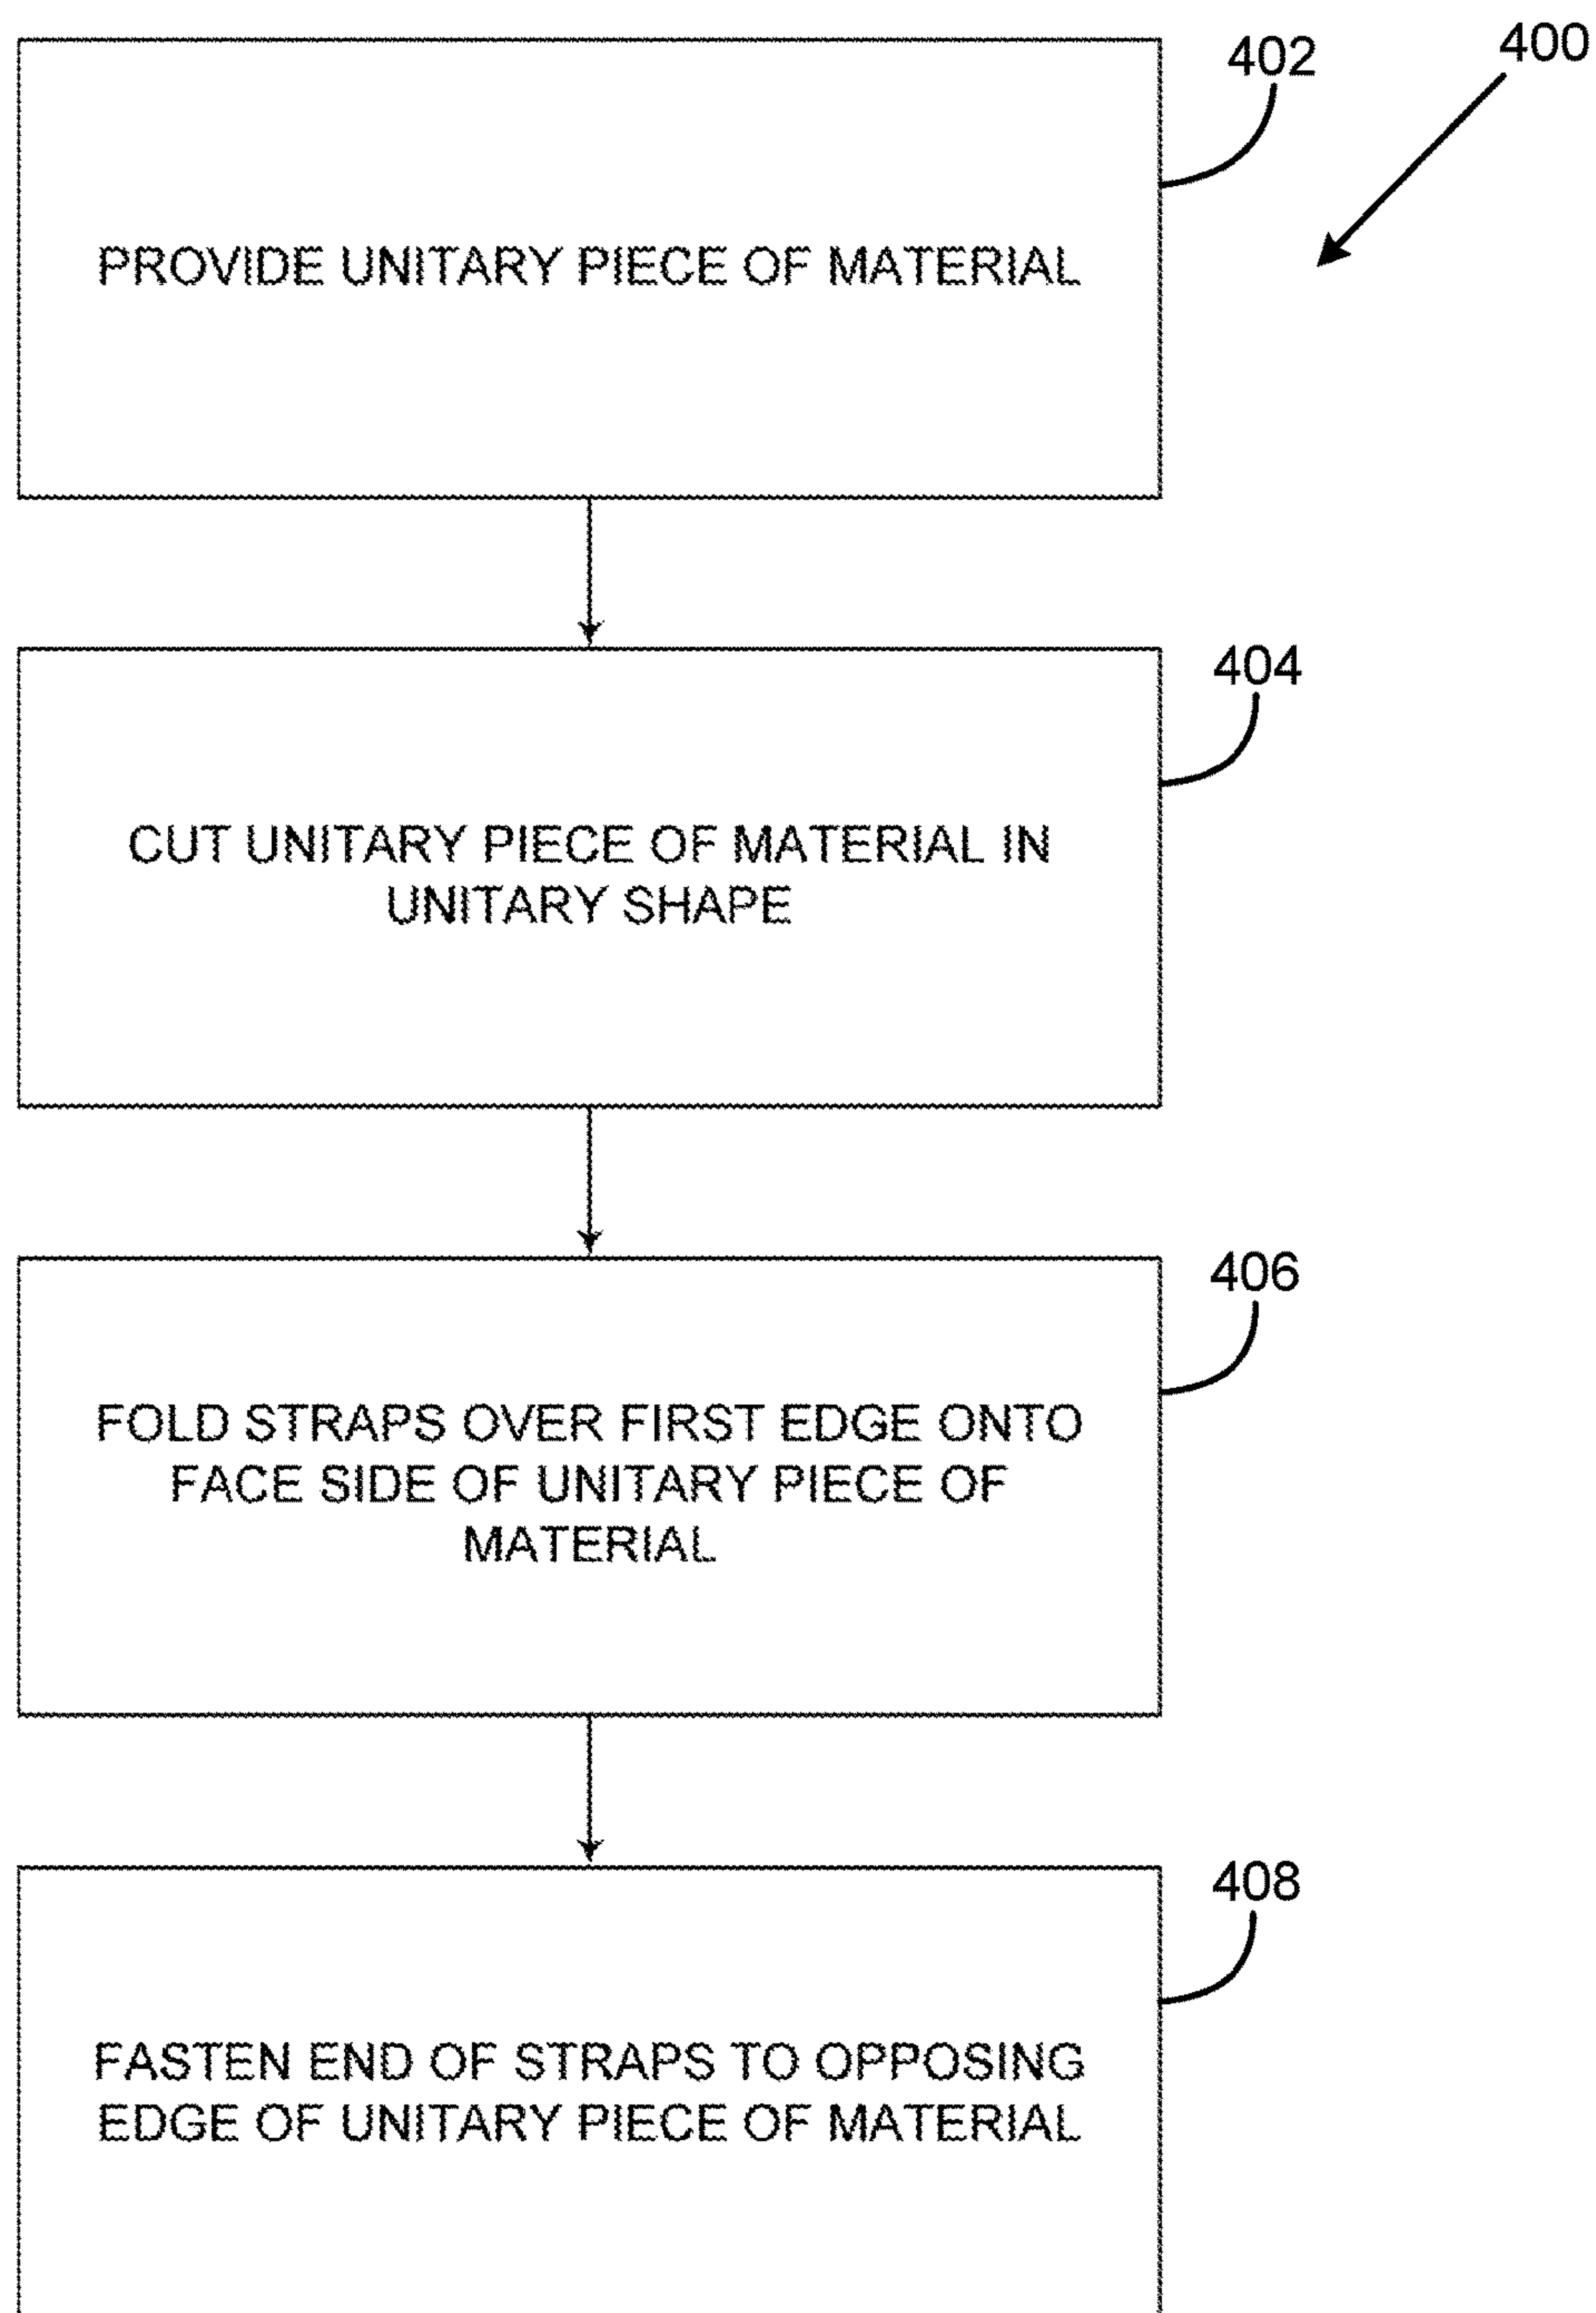 400
402
PROVIDE UNITARY PIECE OF MATERIAL
404
CUT UNITARY PIECE OF MATERIAL IN
UNITARY SHAPE
406
FOLD STRAPS OVER FIRST EDGE ONTO
FACE SIDE OF UNITARY PIECE OF
MATERIAL
408
FASTEN END OF STRAPS TO OPPOSING
EDGE OF UNITARY PIECE OF MATERIAL